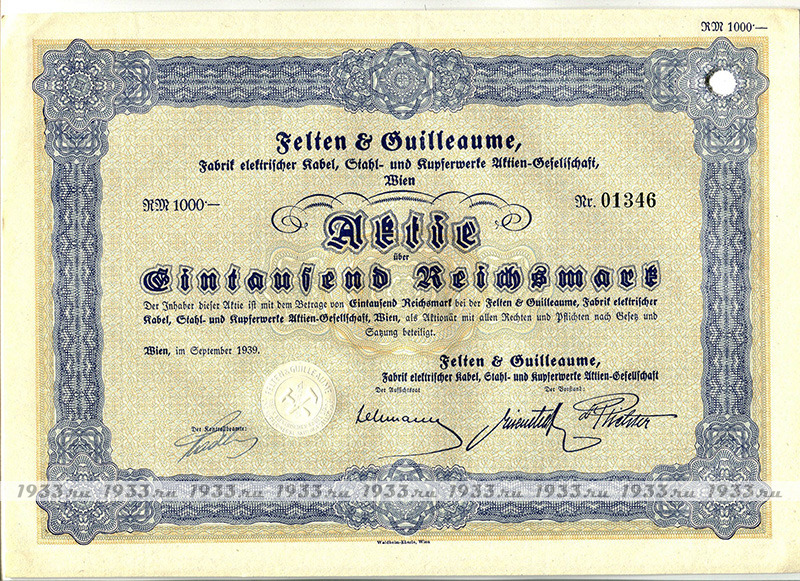 RM 1000·—
Felten & Guilleaume,
Fabrik elektrischer Kabel, Stahl- und Kupferwerke Aktien-Gesellschaft,
Wien
RM 1000·—
Nr. 01346
Aktie
über
Eintausend Reichsmark
Der Inhaber dieser Aktie ist mit dem Betrage von Eintausend Reichsmark bei der Felten & Guilleaume, Fabrik elektrischer
Kabel, Stahl- und Kupferwerke Aktien-Gesellschaft, Wien, als Aktionär mit allen Rechten und Pflichten nach Gesetz und
Satzung beteiligt.
Wien, im September 1939.
Felten & Guilleaume,
Fabrik elektrischer Kabel, Stahl- und Kupferwerke Aktien-Gesellschaft
Der Aufsichtsrat
Der Vorstand:
Der Kontrollbeamte:
Lehmann
1933.ru 1933.ru 1933.ru 1933.ru 1933.ru 1933.ru 1933.ru 1933.ru 1933.ru
Waldheim-Eberle, Wien